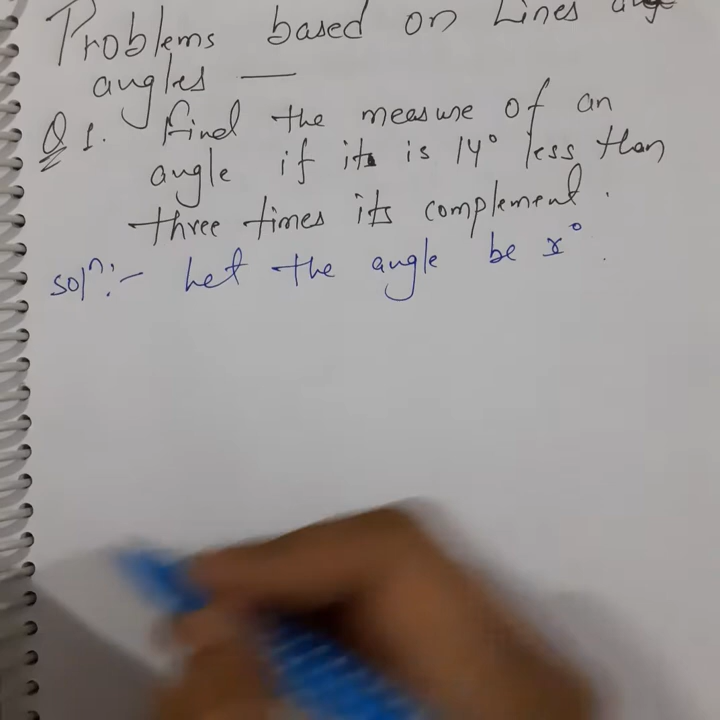 Problems based on Lines
angles —
Q 1. Find the measure of an
angle if its is 14° less than
three times its complement.
Sol^n:- Let the angle be x°.